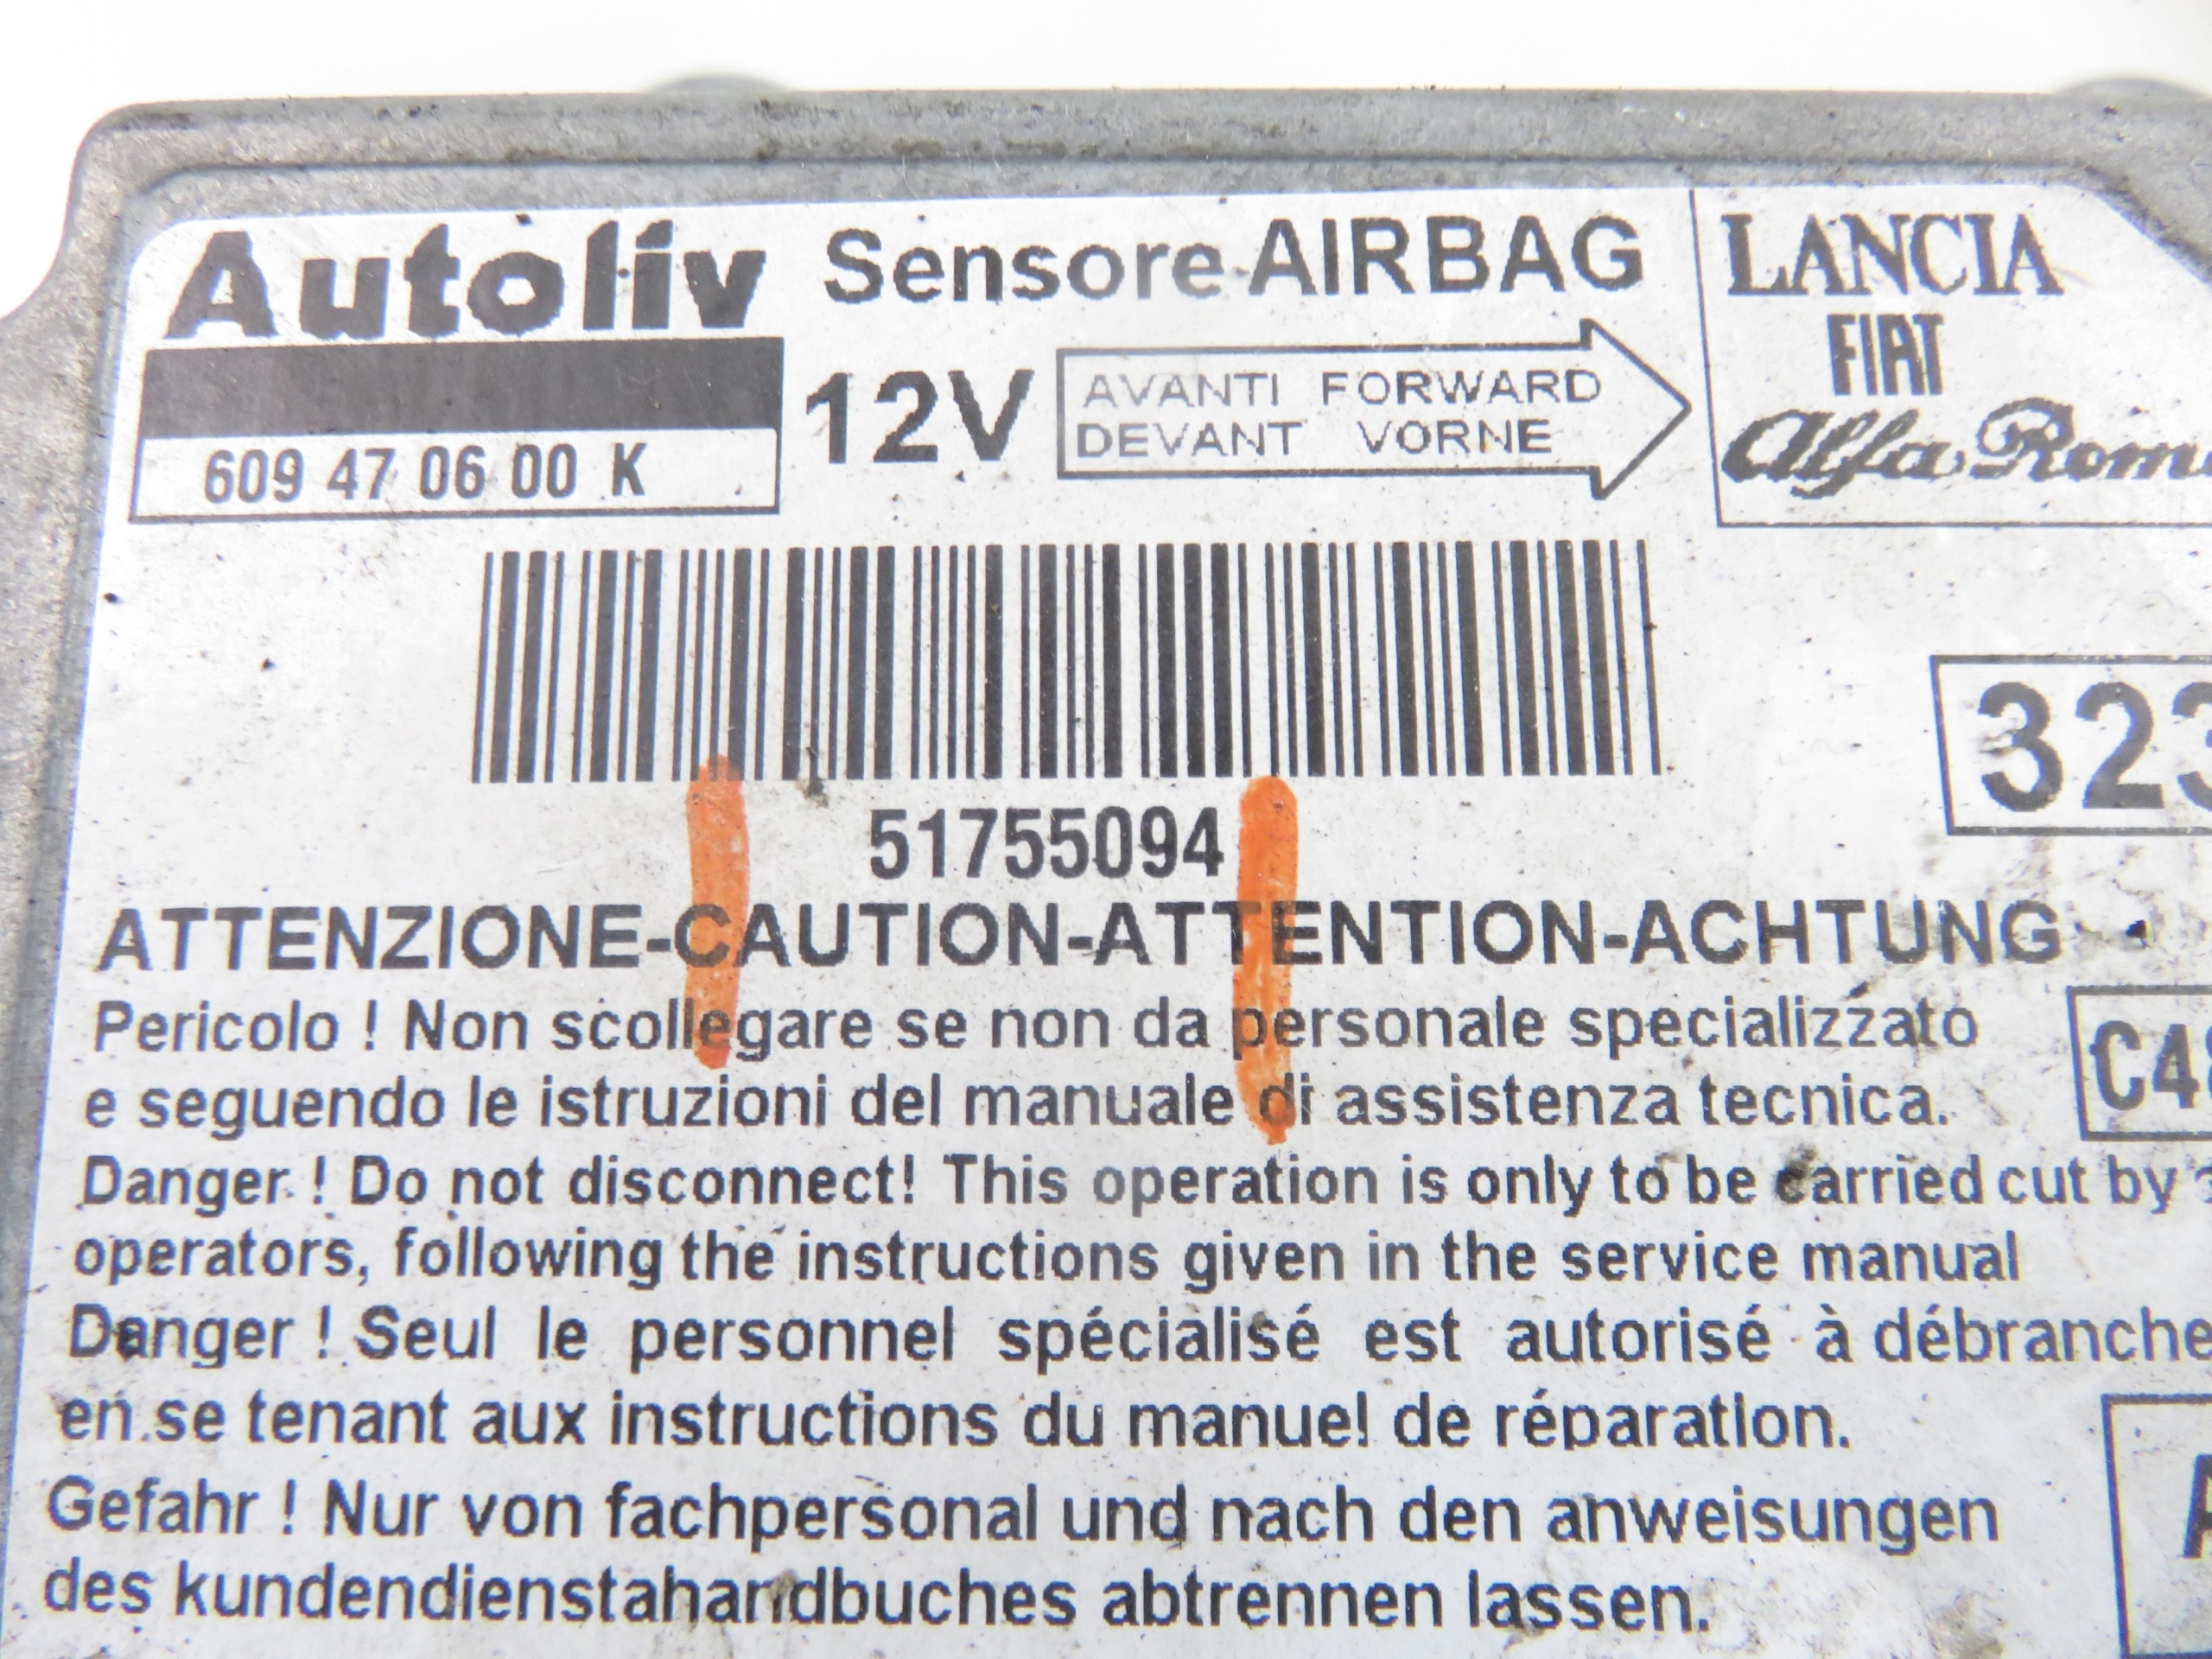 Autoliv Sensore AIRBAG
LANCIA
FIAT
Alfa Rom
609 47 06 00 K
12V
AVANTI FORWARD
DEVANT VORNE
323
51755094
ATTENZIONE-CAUTION-ATTENTION-ACHTUNG
Pericolo ! Non scollegare se non da personale specializzato
e seguendo le istruzioni del manuale di assistenza tecnica.
C4
Danger ! Do not disconnect! This operation is only to be carried cut by
operators, following the instructions given in the service manual
Danger ! Seul le personnel spécialisé est autorisé à débranche
en se tenant aux instructions du manuel de réparation.
A
Gefahr ! Nur von fachpersonal und nach den anweisungen
des kundendienstahandbuches abtrennen lassen.